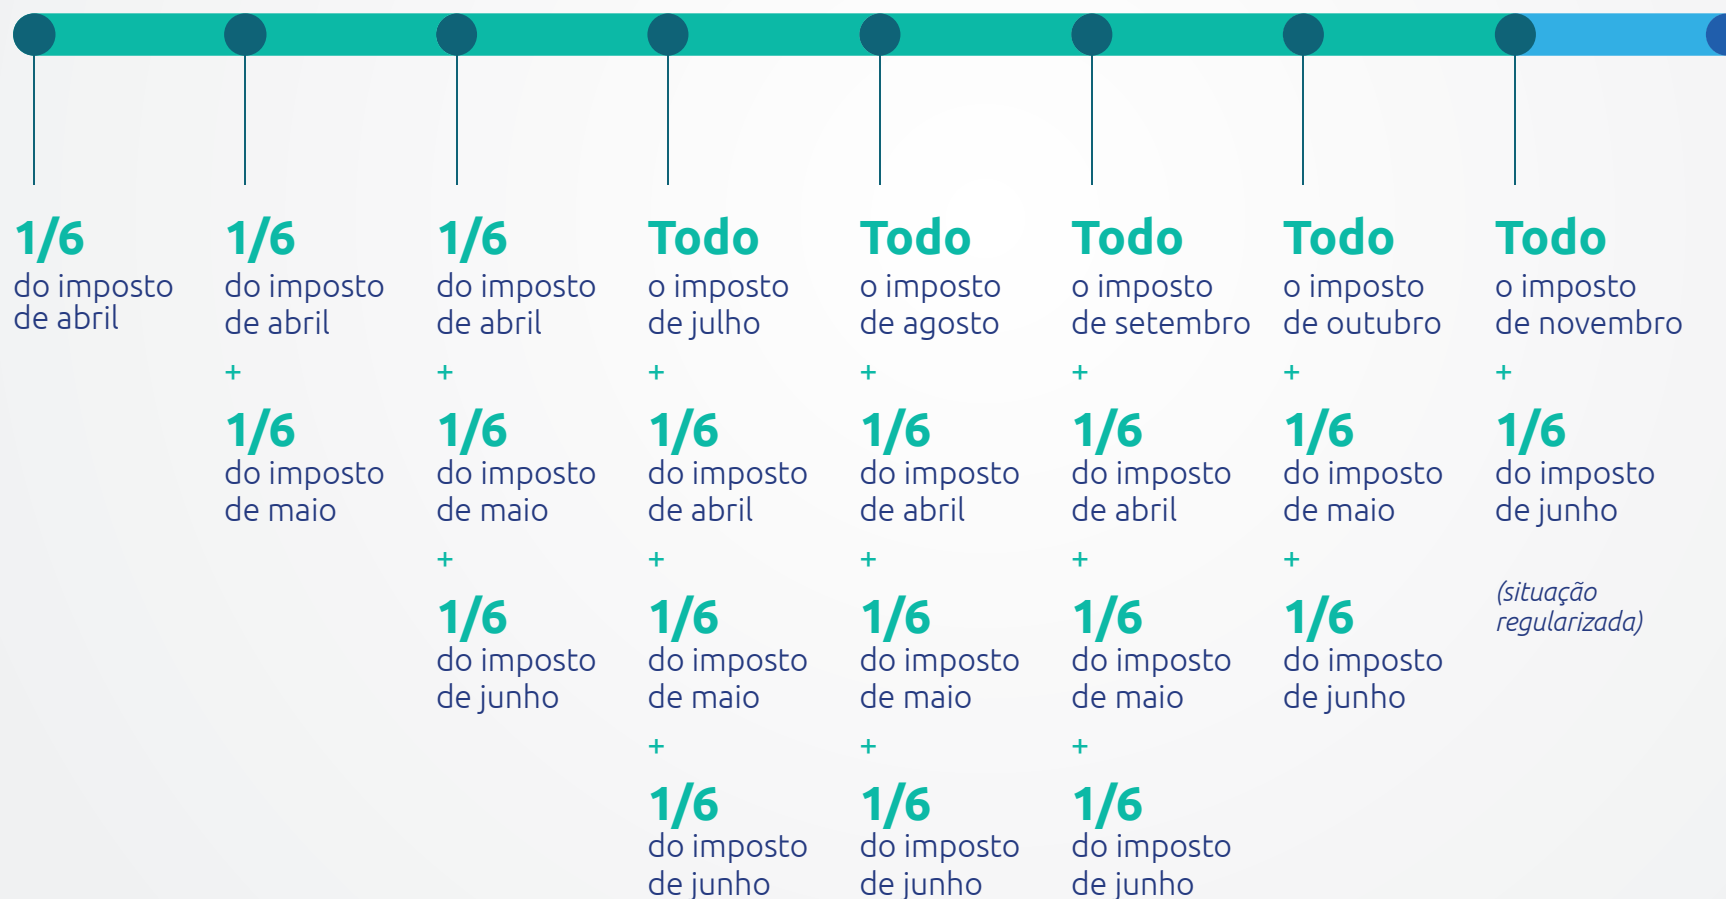 1/6
do imposto
de abril
1/6
do imposto
de abril
+
1/6
do imposto
de maio
1/6
do imposto
de abril
+
1/6
do imposto
de maio
+
1/6
do imposto
de junho
Todo
o imposto
de julho
+
1/6
do imposto
de abril
+
1/6
do imposto
de maio
+
1/6
do imposto
de junho
Todo
o imposto
de agosto
+
1/6
do imposto
de abril
+
1/6
do imposto
de maio
+
1/6
do imposto
de junho
Todo
o imposto
de setembro
+
1/6
do imposto
de abril
+
1/6
do imposto
de maio
+
1/6
do imposto
de junho
Todo
o imposto
de outubro
+
1/6
do imposto
de maio
+
1/6
do imposto
de junho
Todo
o imposto
de novembro
+
1/6
do imposto
de junho
(situação
regularizada)